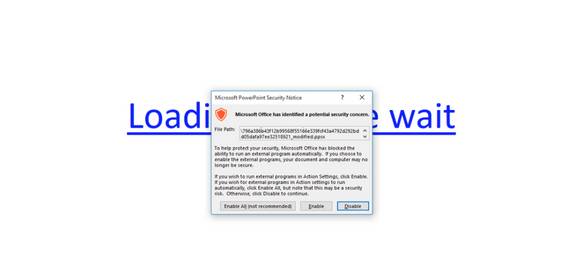 Microsoft PowerPoint Security Notice
Loadi e wait
Microsoft Office has identified a potential security concern.
File Path:
d05dafa97ee32318921_modified.ppsx
To help protect your security, Microsoft Office has blocked the
ability to run an external program automatically. If you choose to
enable the external programs, your document and computer may no
longer be secure.
If you wish to run external programs in Action Settings, click Enable.
If you wish for external programs in Action settings to run
automatically, click Enable All, but note that this may be a security
risk. Otherwise, click Disable to continue.
Enable All (not recommended) Enable Disable